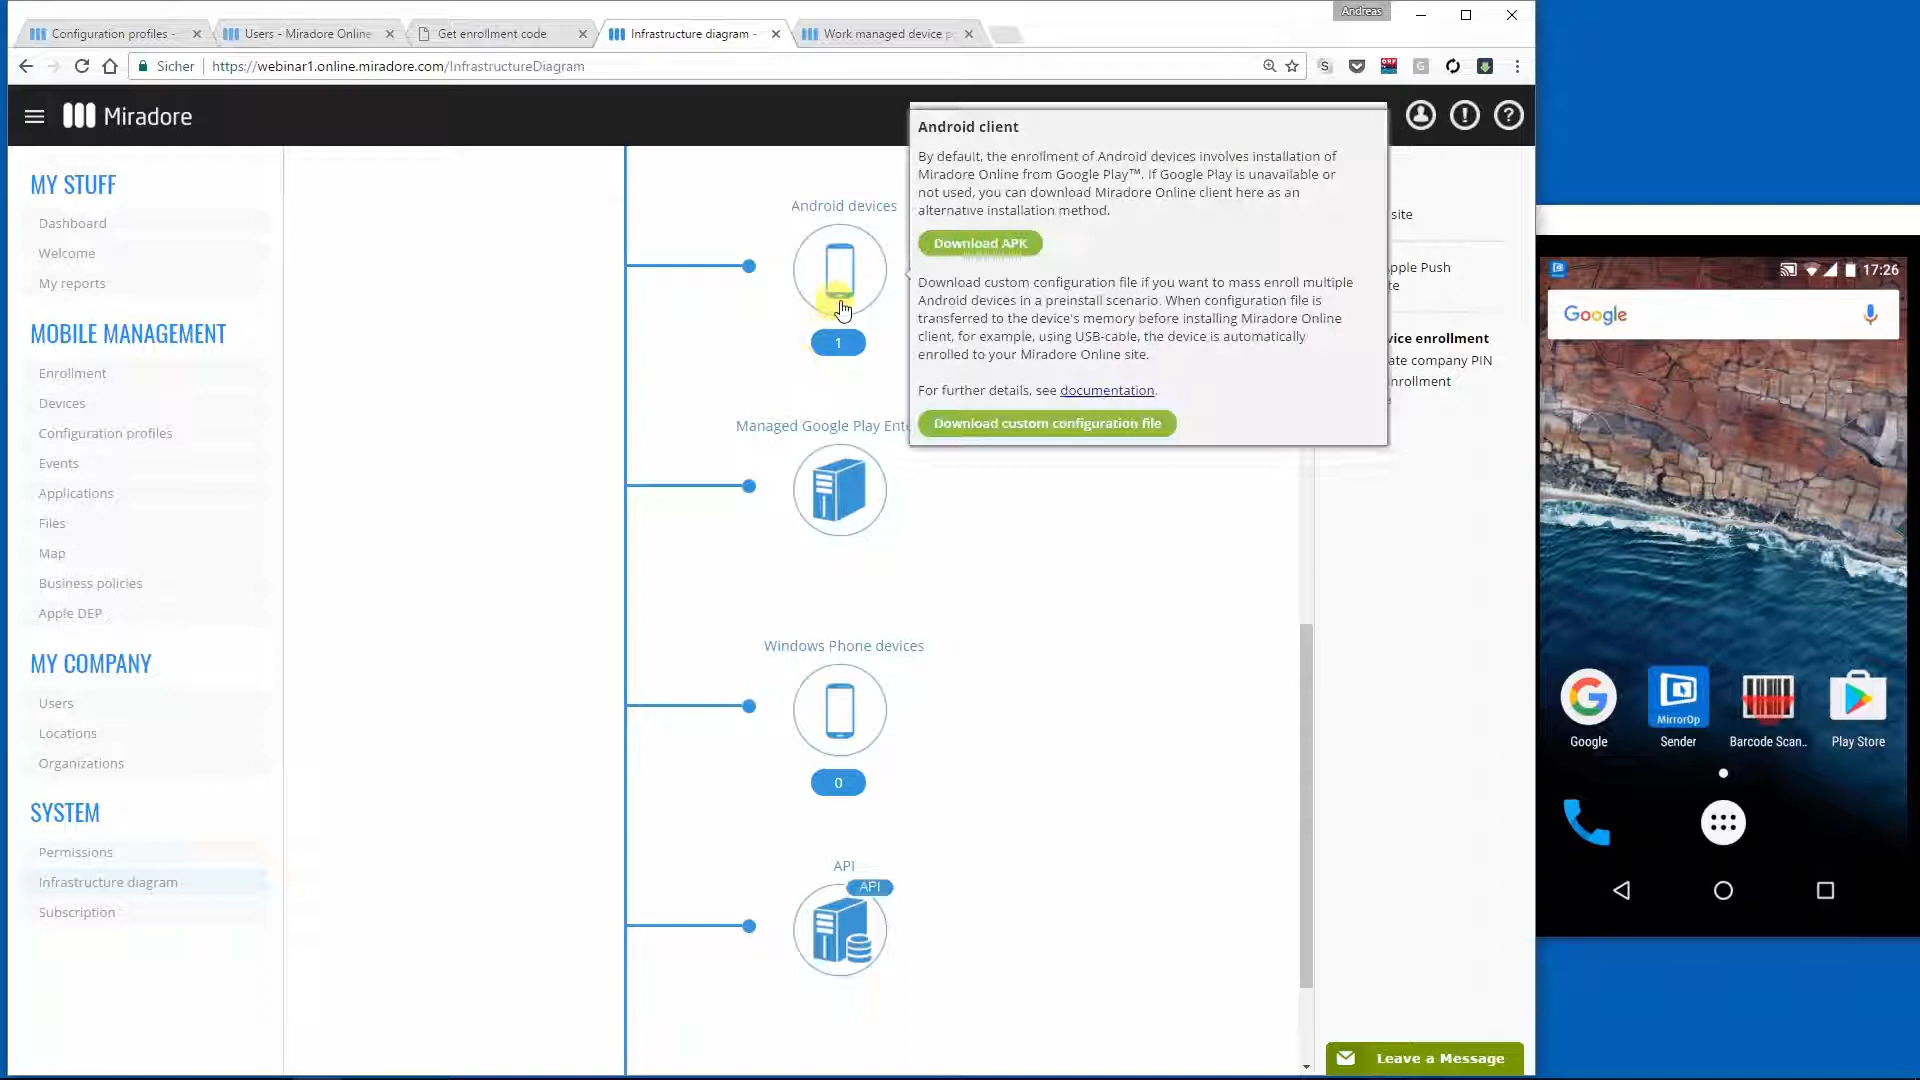 Andreas
Configuration profiles -
Users - Miradore Online
Get enrollment code
Infrastructure diagram -
Work managed device p
Sicher
https://webinar1.online.miradore.com/InfrastructureDiagram
Miradore
MY STUFF
Dashboard
Welcome
My reports
MOBILE MANAGEMENT
Enrollment
Devices
Configuration profiles
Events
Applications
Files
Map
Business policies
Apple DEP
MY COMPANY
Users
Locations
Organizations
SYSTEM
Permissions
Infrastructure diagram
Subscription
Android devices
1
Managed Google Play Ente
Windows Phone devices
0
API
API
Android client
By default, the enrollment of Android devices involves installation of
Miradore Online from Google Play™. If Google Play is unavailable or
not used, you can download Miradore Online client here as an
alternative installation method.
Download APK
Download custom configuration file if you want to mass enroll multiple
Android devices in a preinstall scenario. When configuration file is
transferred to the device's memory before installing Miradore Online
client, for example, using USB-cable, the device is automatically
enrolled to your Miradore Online site.
For further details, see documentation.
Download custom configuration file
site
pple Push
te
vice enrollment
ate company PIN
nrollment
Leave a Message
17:26
Google
MirrorOp
Google
Sender
Barcode Scan..
Play Store